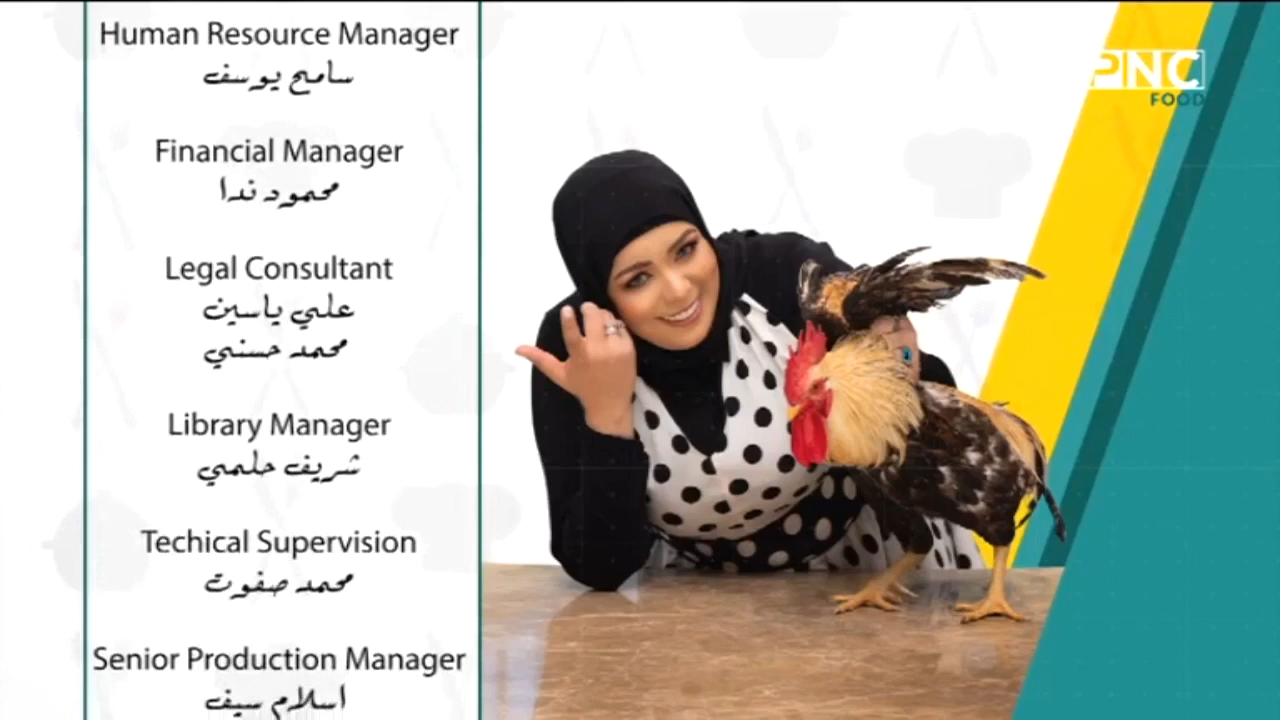 Human Resource Manager
سامح يوسف
Financial Manager
محمود ندا
Legal Consultant
علي ياسين
محمد حسني
Library Manager
شريف حلمي
Techical Supervision
محمد صفوت
Senior Production Manager
اسلام سيف
PNC
FOOD